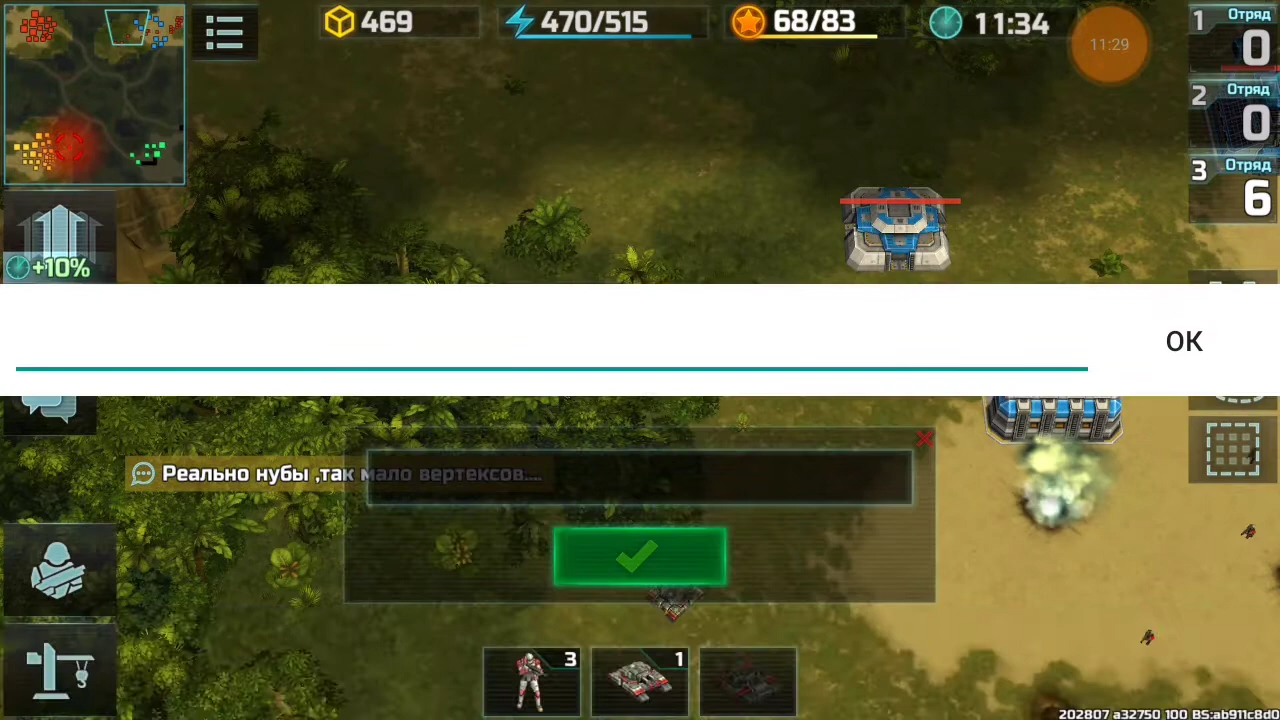 469
470/515
68/83
11:34
11:29
1 Отряд
0
2 Отряд
0
3 Отряд
6
+10%
ОК
Реально нубы ,так мало вертексов....
3
1
202807 a32750 100 BS:ab911c8d0